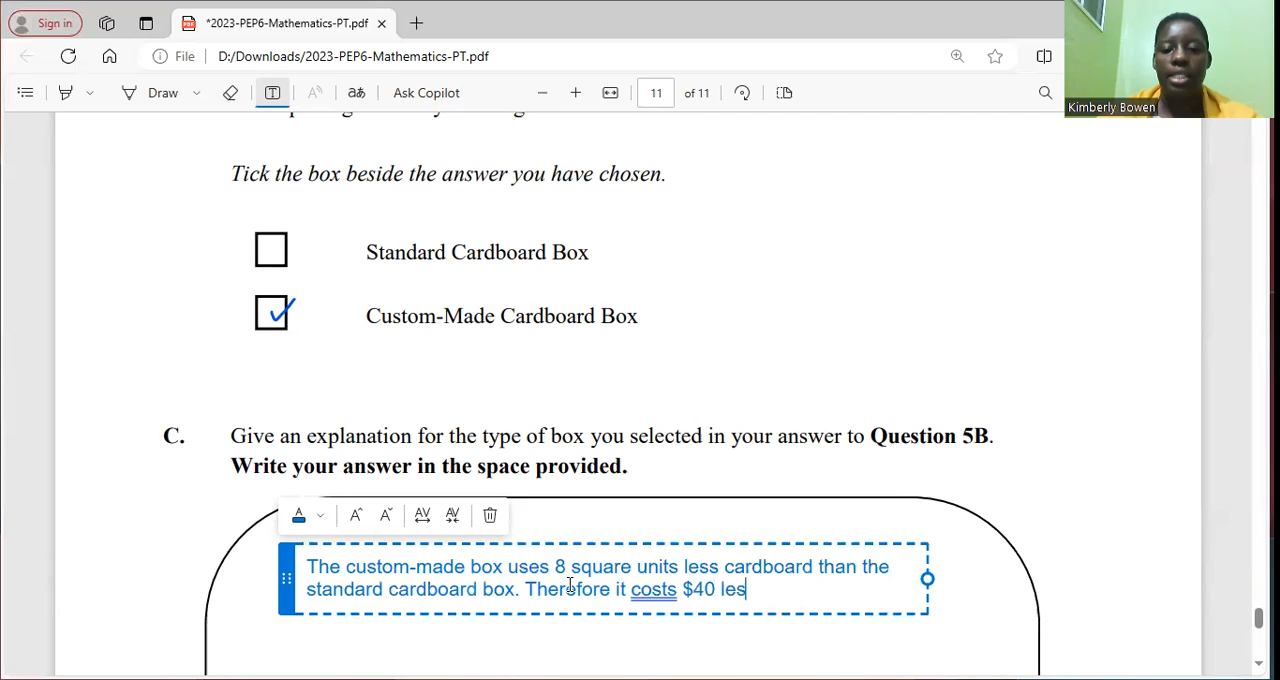 Sign in
*2023-PEP6-Mathematics-PT.pdf
File D:/Downloads/2023-PEP6-Mathematics-PT.pdf
Draw
aあ
Ask Copilot
11 of 11
Kimberly Bowen
Tick the box beside the answer you have chosen.
Standard Cardboard Box
Custom-Made Cardboard Box
C. Give an explanation for the type of box you selected in your answer to Question 5B.
Write your answer in the space provided.
The custom-made box uses 8 square units less cardboard than the
standard cardboard box. Therefore it costs $40 les